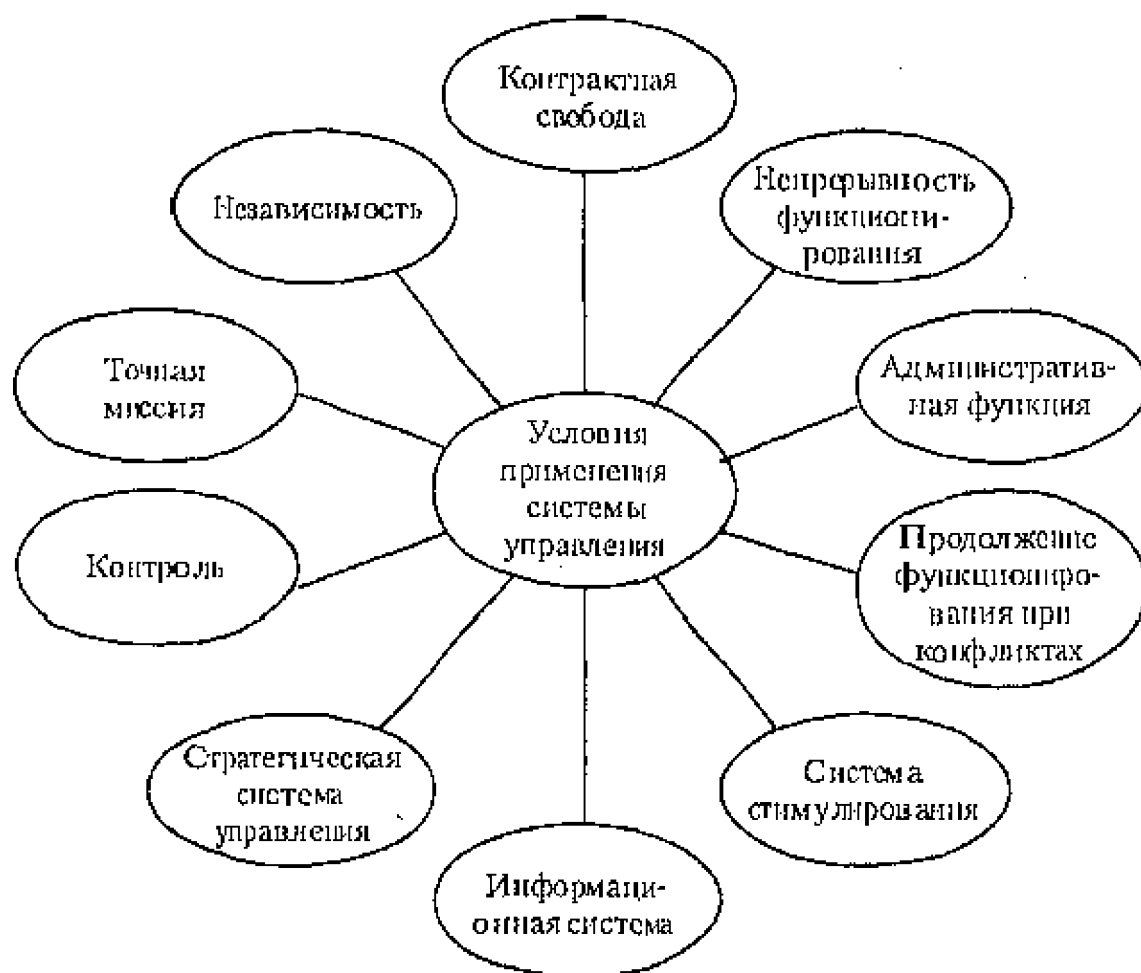 Контрактная
свобода
Независимость
Непрерывность
функциони-
рования
Точная
миссия
Административ-
ная функция
Условия
применения
системы
управления
Контроль
Продолжение
функциониро-
вания при
конфликтах
Стратегическая
система
управления
Система
стимулирования
Информаци-
онная система